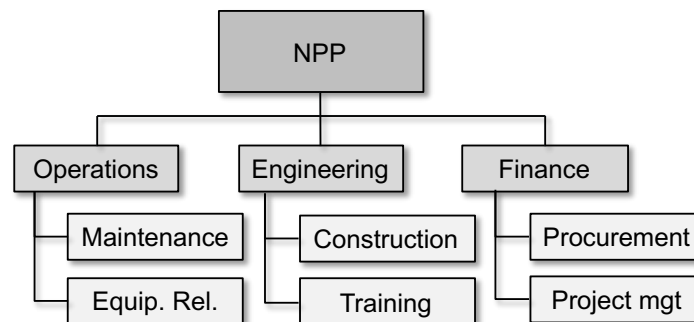 NPP
Operations
Engineering
Finance
Maintenance
Construction
Procurement
Equip. Rel.
Training
Project mgt